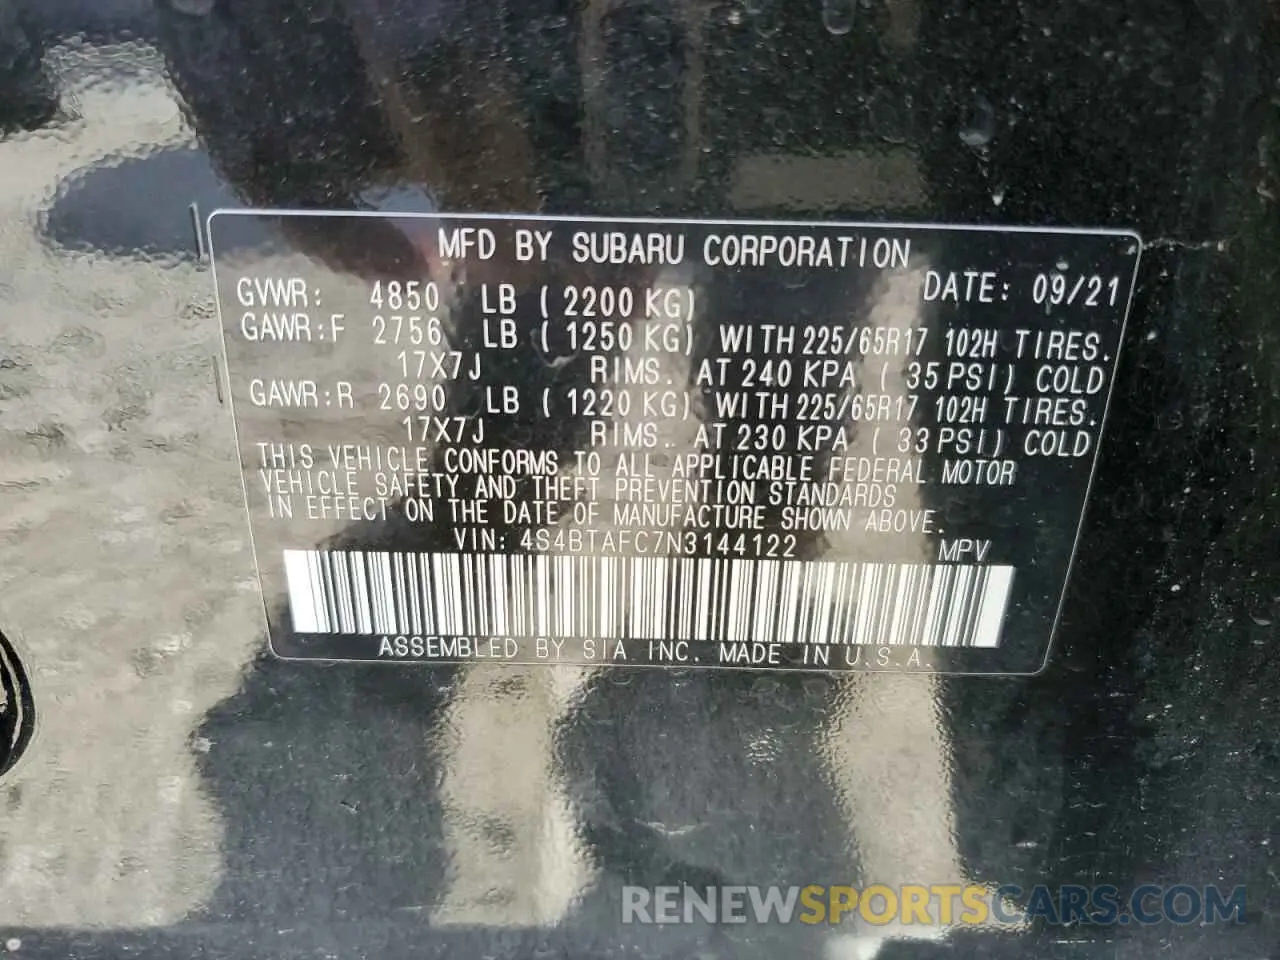 MFD BY SUBARU CORPORATION
GVWR: 4850 LB ( 2200 KG) DATE: 09/21
GAWR:F 2756 LB ( 1250 KG) WITH 225/65R17 102H TIRES.
17X7J RIMS. AT 240 KPA ( 35 PSI) COLD
GAWR:R 2690 LB ( 1220 KG) WITH 225/65R17 102H TIRES.
17X7J RIMS. AT 230 KPA ( 33 PSI) COLD
THIS VEHICLE CONFORMS TO ALL APPLICABLE FEDERAL MOTOR
VEHICLE SAFETY AND THEFT PREVENTION STANDARDS
IN EFFECT ON THE DATE OF MANUFACTURE SHOWN ABOVE.
VIN: 4S4BTAFC7N3144122 MPV
ASSEMBLED BY SIA INC. MADE IN U.S.A.
RENEWSPORTSCARS.COM